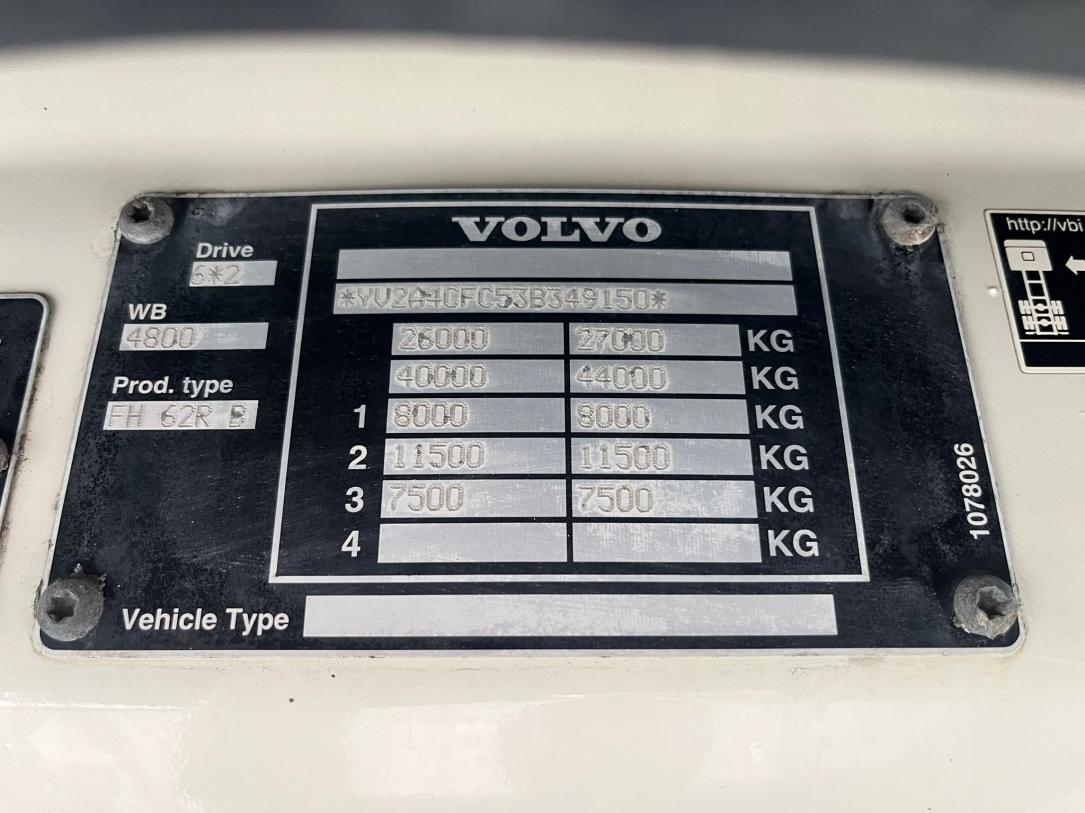 VOLVO
Drive
6*2
*YV2A4CFC53B349150*
WB
4800
26000 27000 KG
40000 44000 KG
Prod. type
FH 62R B
1 8000 8000 KG
2 11500 11500 KG
3 7500 7500 KG
4 KG
Vehicle Type
1078026
http://vbi